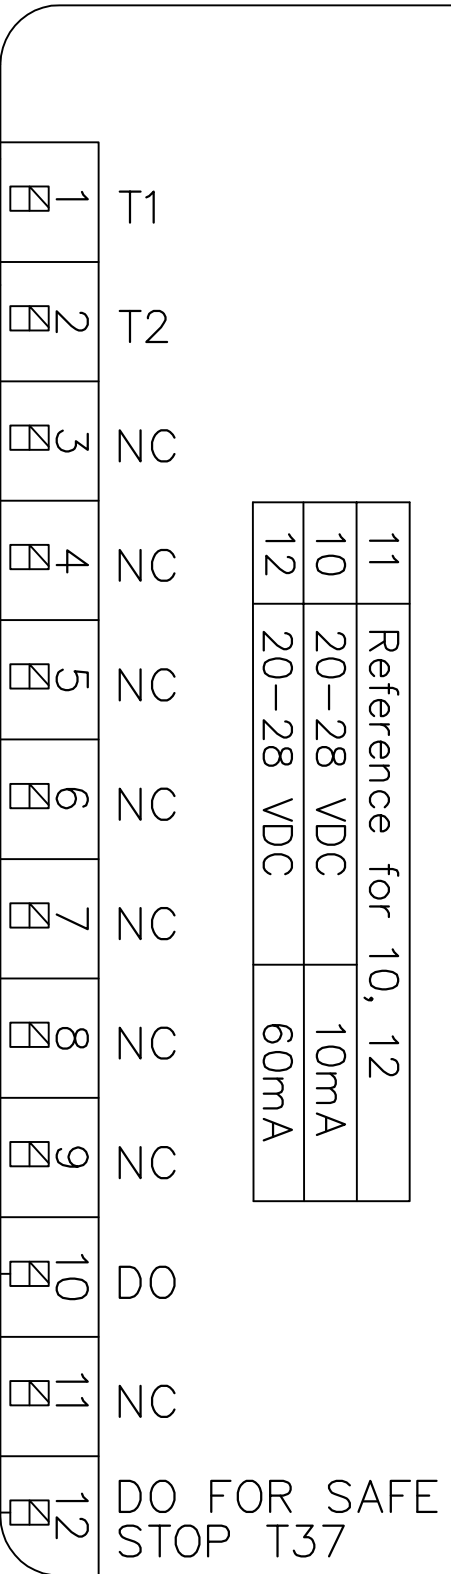 1 T1
2 T2
3 NC
4 NC
5 NC
6 NC
7 NC
8 NC
9 NC
10 DO
11 NC
12 DO FOR SAFE
STOP T37
11 Reference for 10, 12
10 20-28 VDC 10mA
12 20-28 VDC 60mA